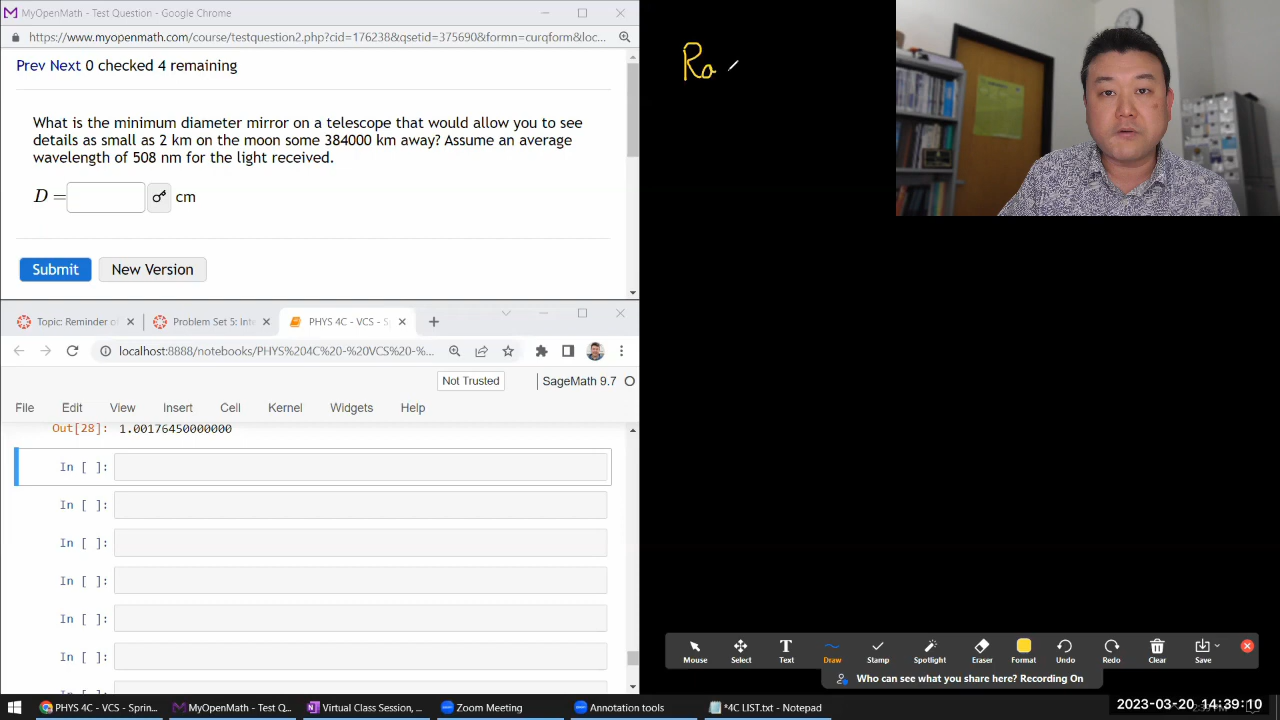 MyOpenMath - Test Question - Google Chrome
https://www.myopenmath.com/course/testquestion2.php?cid=176238&qsetid=375690&formn=curqform&loc...
Prev Next 0 checked 4 remaining
What is the minimum diameter mirror on a telescope that would allow you to see
details as small as 2 km on the moon some 384000 km away? Assume an average
wavelength of 508 nm for the light received.
D = cm
Submit New Version
Topic: Reminder o
Problem Set 5: Inte
PHYS 4C - VCS - S
localhost:8888/notebooks/PHYS%204C%20-%20VCS%20-%...
Not Trusted SageMath 9.7
File Edit View Insert Cell Kernel Widgets Help
Out[28]: 1.00176450000000
In [ ]:
In [ ]:
In [ ]:
In [ ]:
In [ ]:
In [ ]:
Ra
Mouse Select Text Draw Stamp Spotlight Eraser Format Undo Redo Clear Save
Who can see what you share here? Recording On
PHYS 4C - VCS - Sprin... MyOpenMath - Test Q... Virtual Class Session, ... Zoom Meeting Annotation tools *4C LIST.txt - Notepad
2023-03-20 14:39:10